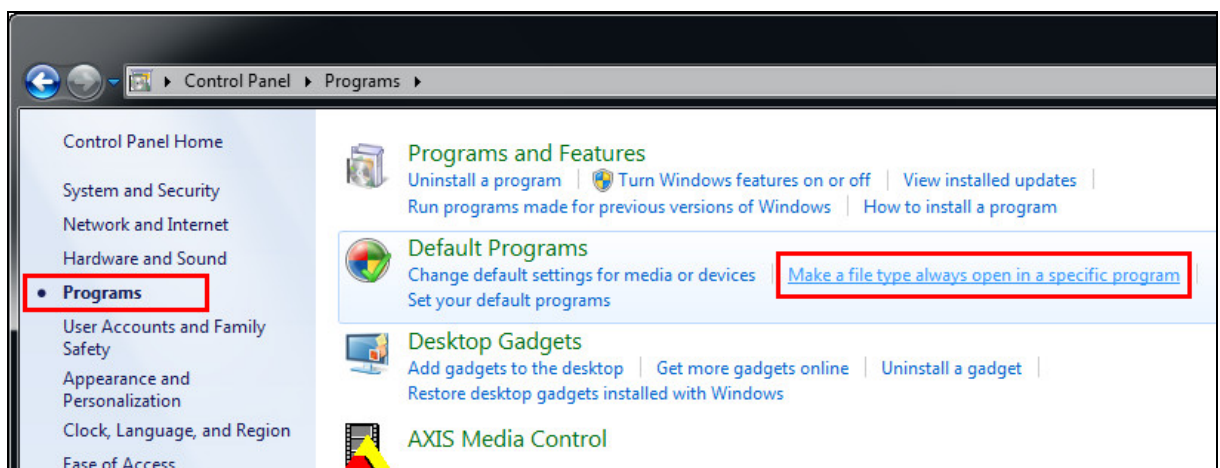 Control Panel Programs
Control Panel Home
System and Security
Network and Internet
Hardware and Sound
Programs
User Accounts and Family
Safety
Appearance and
Personalization
Clock, Language, and Region
Ease of Access
Programs and Features
Uninstall a program Turn Windows features on or off View installed updates
Run programs made for previous versions of Windows How to install a program
Default Programs
Change default settings for media or devices Make a file type always open in a specific program
Set your default programs
Desktop Gadgets
Add gadgets to the desktop Get more gadgets online Uninstall a gadget
Restore desktop gadgets installed with Windows
AXIS Media Control